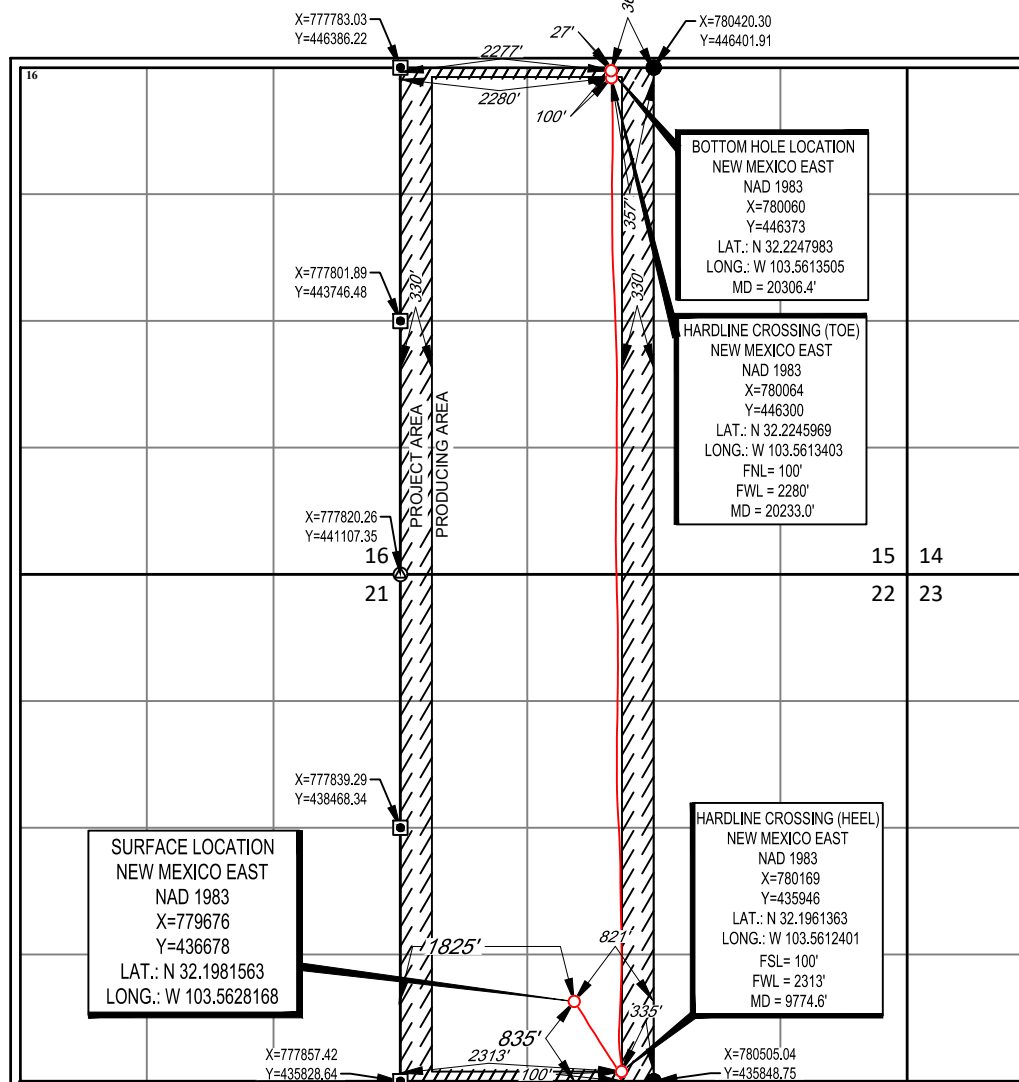 X=777783.03
Y=446386.22
X=780420.30
Y=446401.91
27'
2277'
16
2280'
100'
BOTTOM HOLE LOCATION
NEW MEXICO EAST
NAD 1983
X=780060
Y=446373
LAT.: N 32.2247983
LONG.: W 103.5613505
MD = 20306.4'
357'
X=777801.89
Y=443746.48
330'
330'
HARDLINE CROSSING (TOE)
NEW MEXICO EAST
NAD 1983
X=780064
Y=446300
LAT.: N 32.2245969
LONG.: W 103.5613403
FNL= 100'
FWL = 2280'
MD = 20233.0'
PROJECT AREA
PRODUCING AREA
X=777820.26
Y=441107.35
16
15
14
21
22
23
X=777839.29
Y=438468.34
SURFACE LOCATION
NEW MEXICO EAST
NAD 1983
X=779676
Y=436678
LAT.: N 32.1981563
LONG.: W 103.5628168
HARDLINE CROSSING (HEEL)
NEW MEXICO EAST
NAD 1983
X=780169
Y=435946
LAT.: N 32.1961363
LONG.: W 103.5612401
FSL= 100'
FWL = 2313'
MD = 9774.6'
1825'
821'
335'
835'
2313'
100'
X=777857.42
Y=435828.64
X=780505.04
Y=435848.75